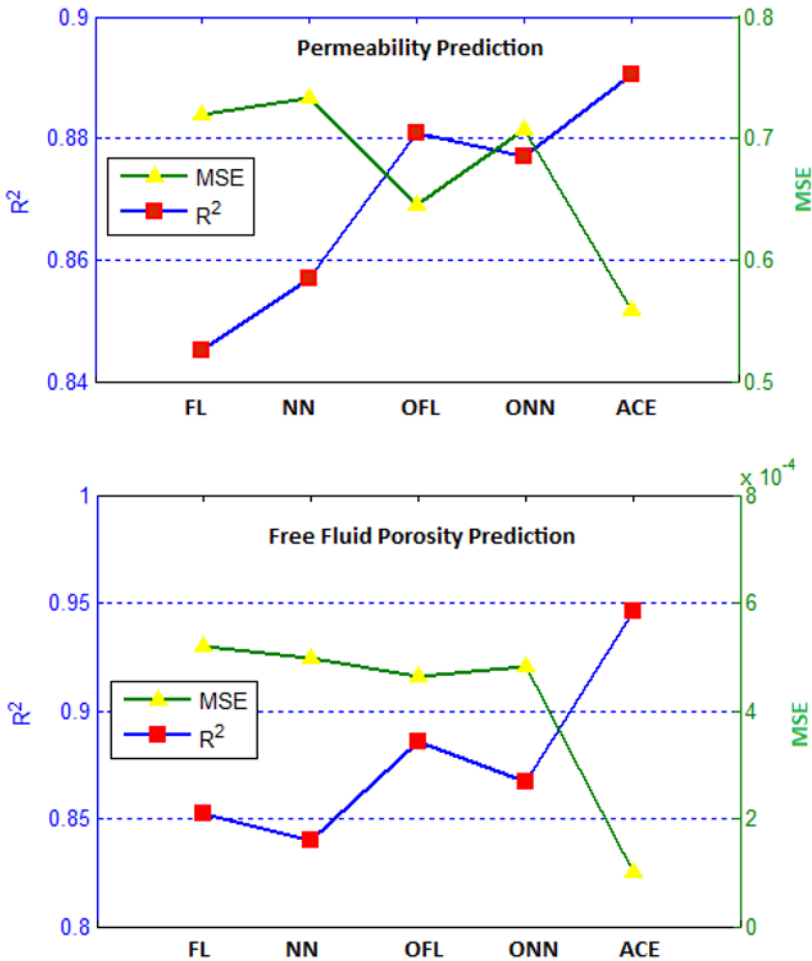 0.9
0.8
Permeability Prediction
0.88
0.7
MSE
R²
R²
MSE
0.86
0.6
0.84
0.5
FL NN OFL ONN ACE
x 10⁻⁴
1
8
Free Fluid Porosity Prediction
0.95
6
MSE
R²
R²
0.9
4
MSE
0.85
2
0.8
0
FL NN OFL ONN ACE